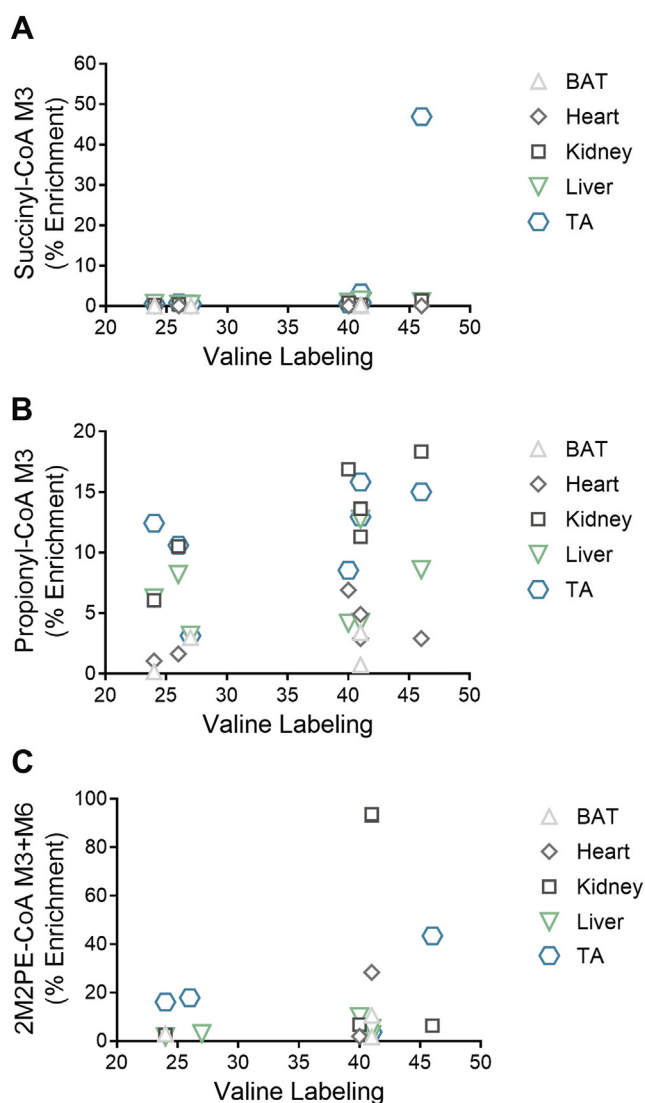 A
Succinyl-CoA M3
(% Enrichment)
60
50
40
30
20
10
0
20 25 30 35 40 45 50
Valine Labeling
BAT
Heart
Kidney
Liver
TA
B
Propionyl-CoA M3
(% Enrichment)
20
15
10
5
0
20 25 30 35 40 45 50
Valine Labeling
BAT
Heart
Kidney
Liver
TA
C
2M2PE-CoA M3+M6
(% Enrichment)
100
80
60
40
20
0
20 25 30 35 40 45 50
Valine Labeling
BAT
Heart
Kidney
Liver
TA